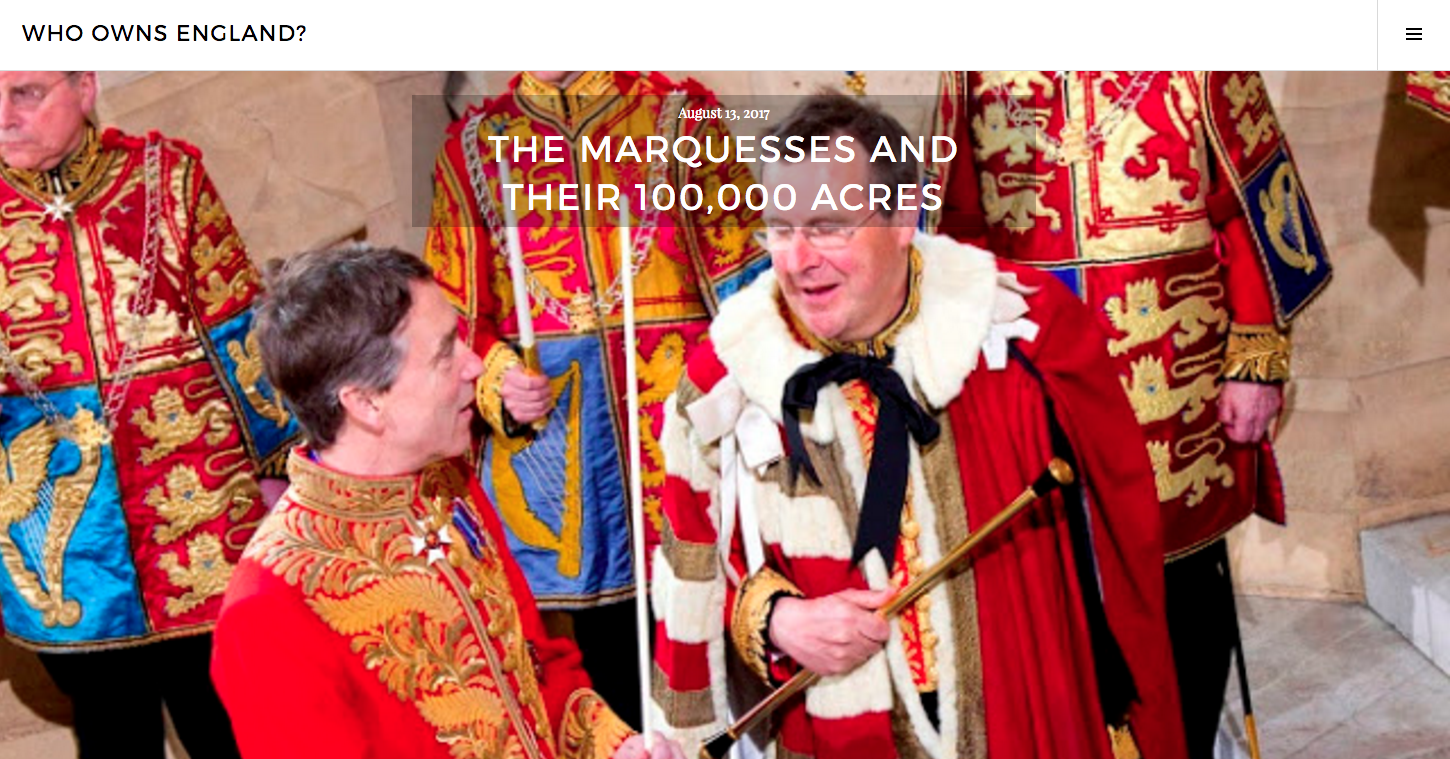 WHO OWNS ENGLAND?
August 13, 2017
THE MARQUESSES AND
THEIR 100,000 ACRES